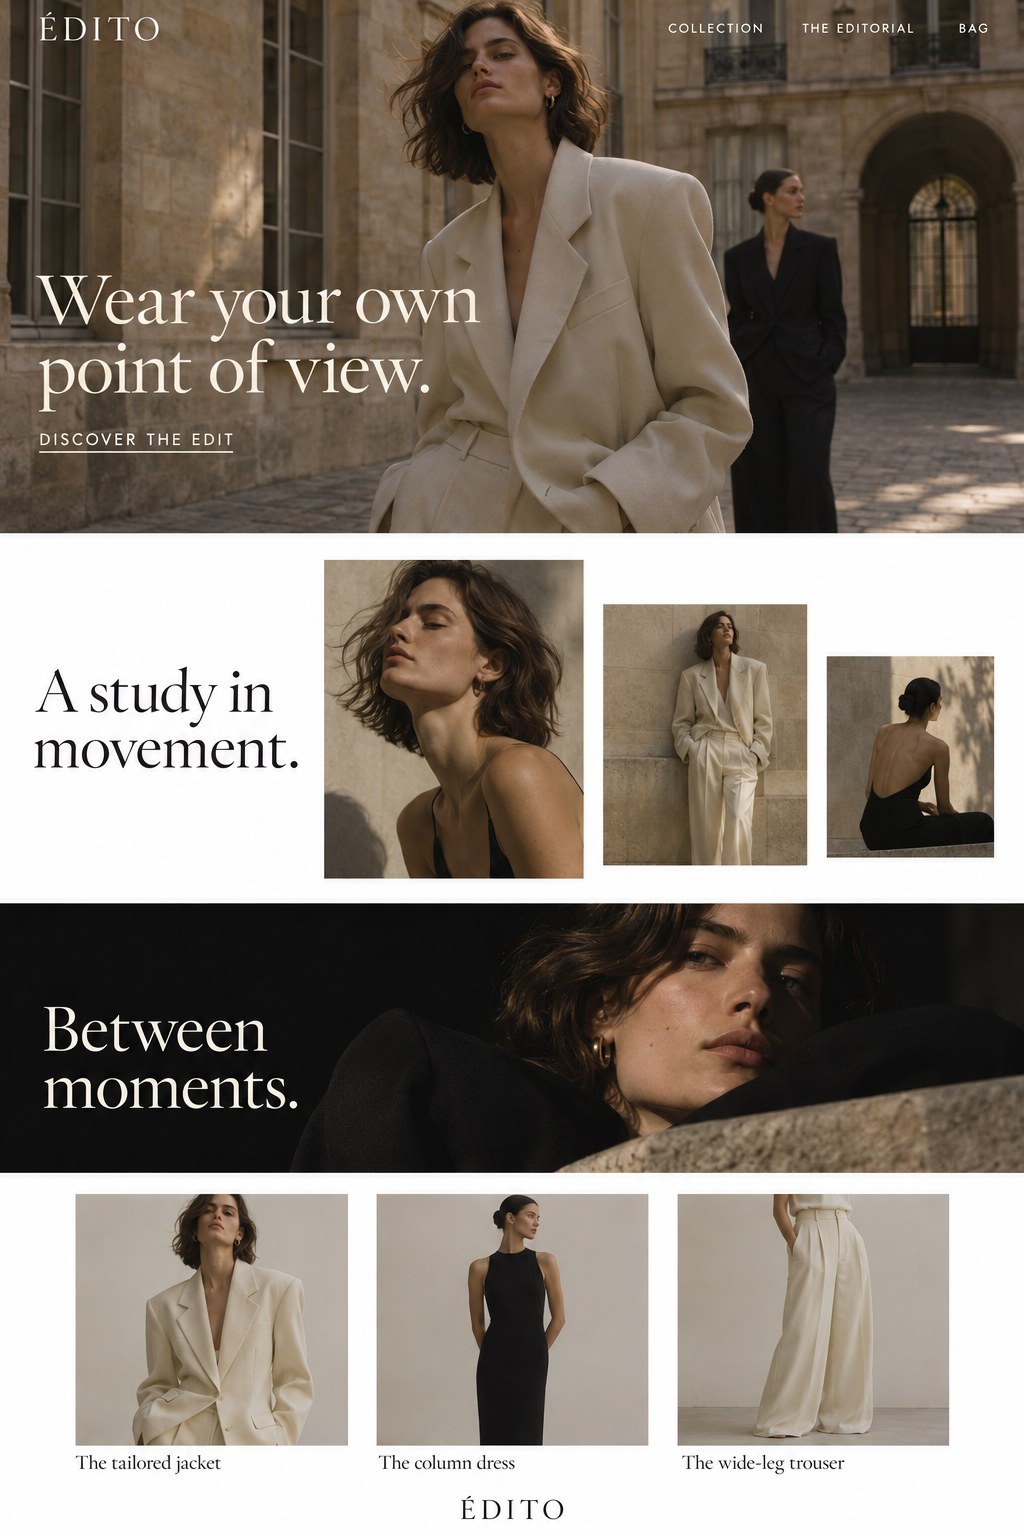 ÉDITO
COLLECTION THE EDITORIAL BAG
Wear your own
point of view.
DISCOVER THE EDIT
A study in
movement.
Between
moments.
The tailored jacket
The column dress
The wide-leg trouser
ÉDITO